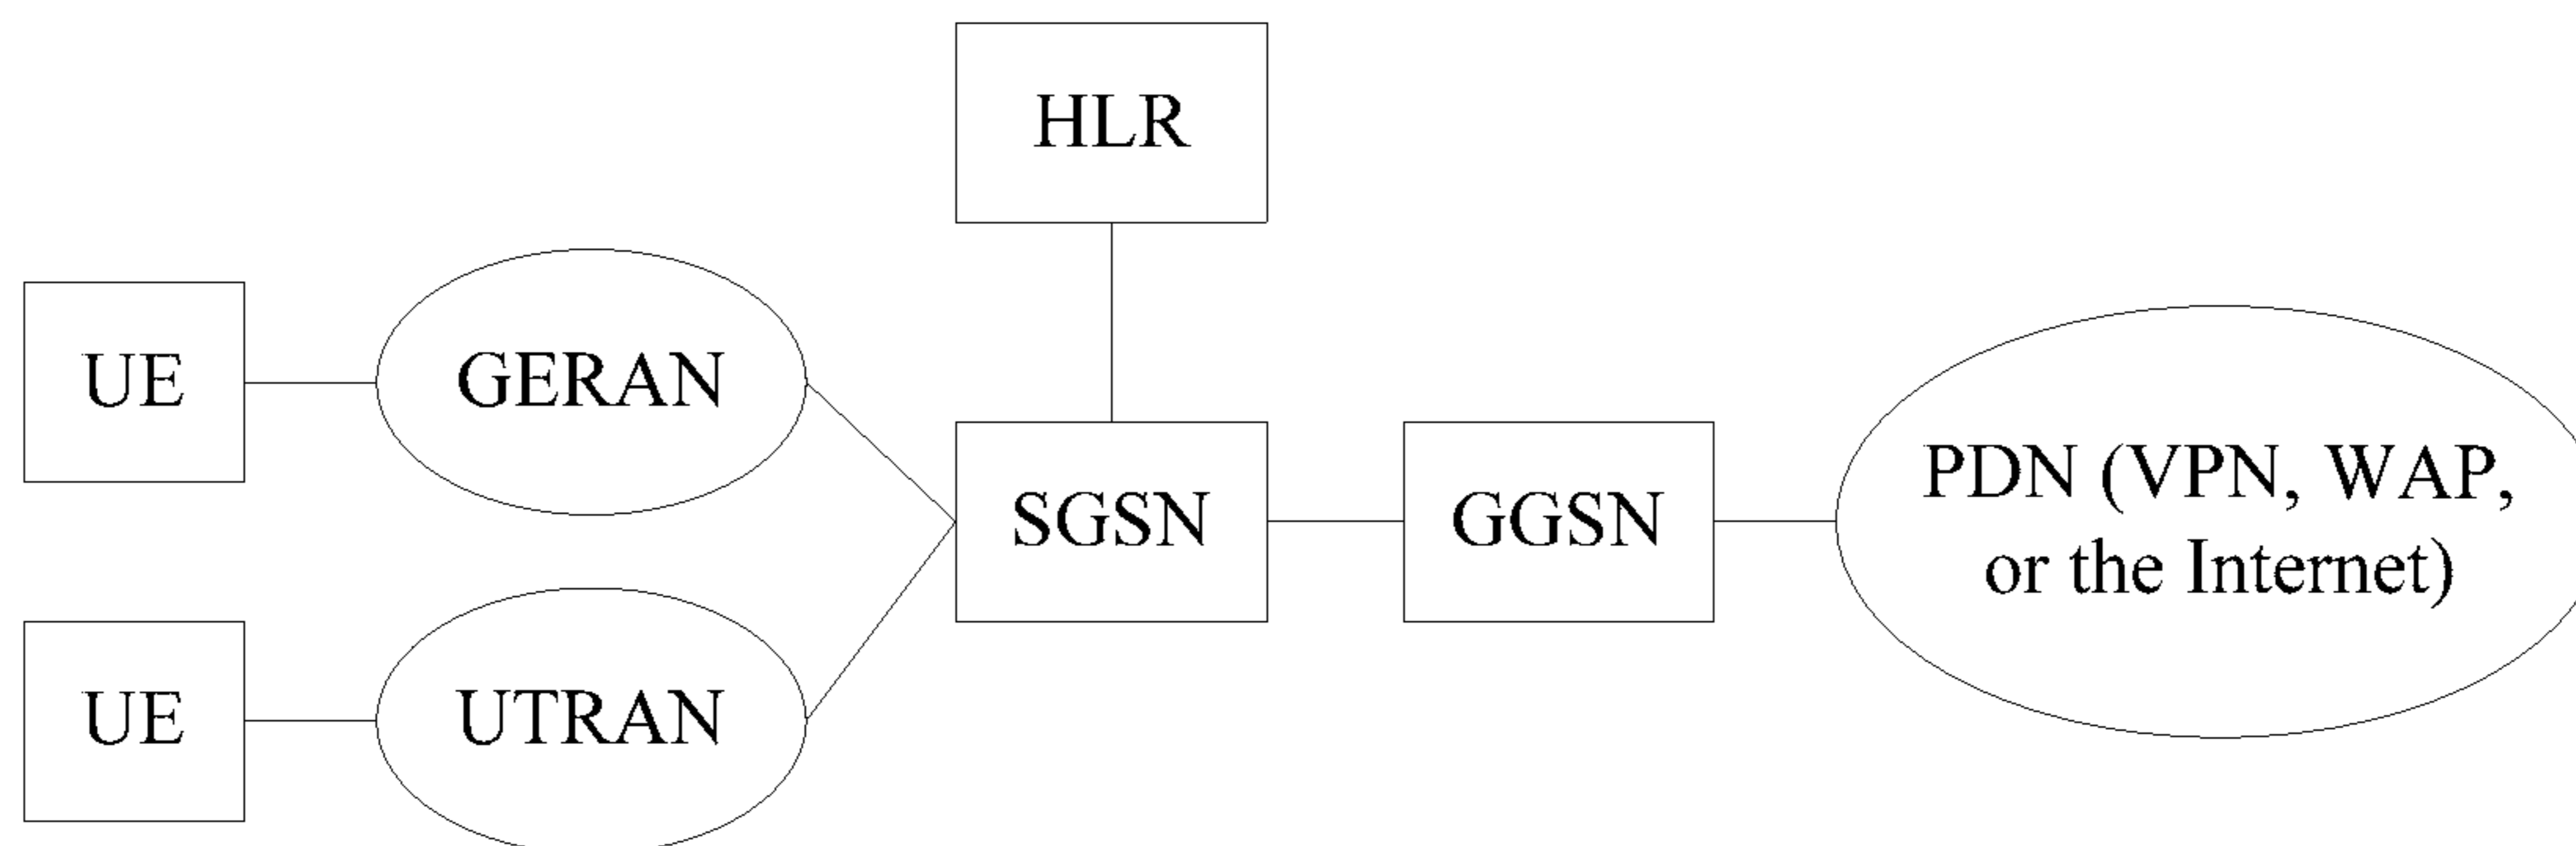 HLR
UE
GERAN
SGSN
GGSN
PDN (VPN, WAP,
or the Internet)
UE
UTRAN